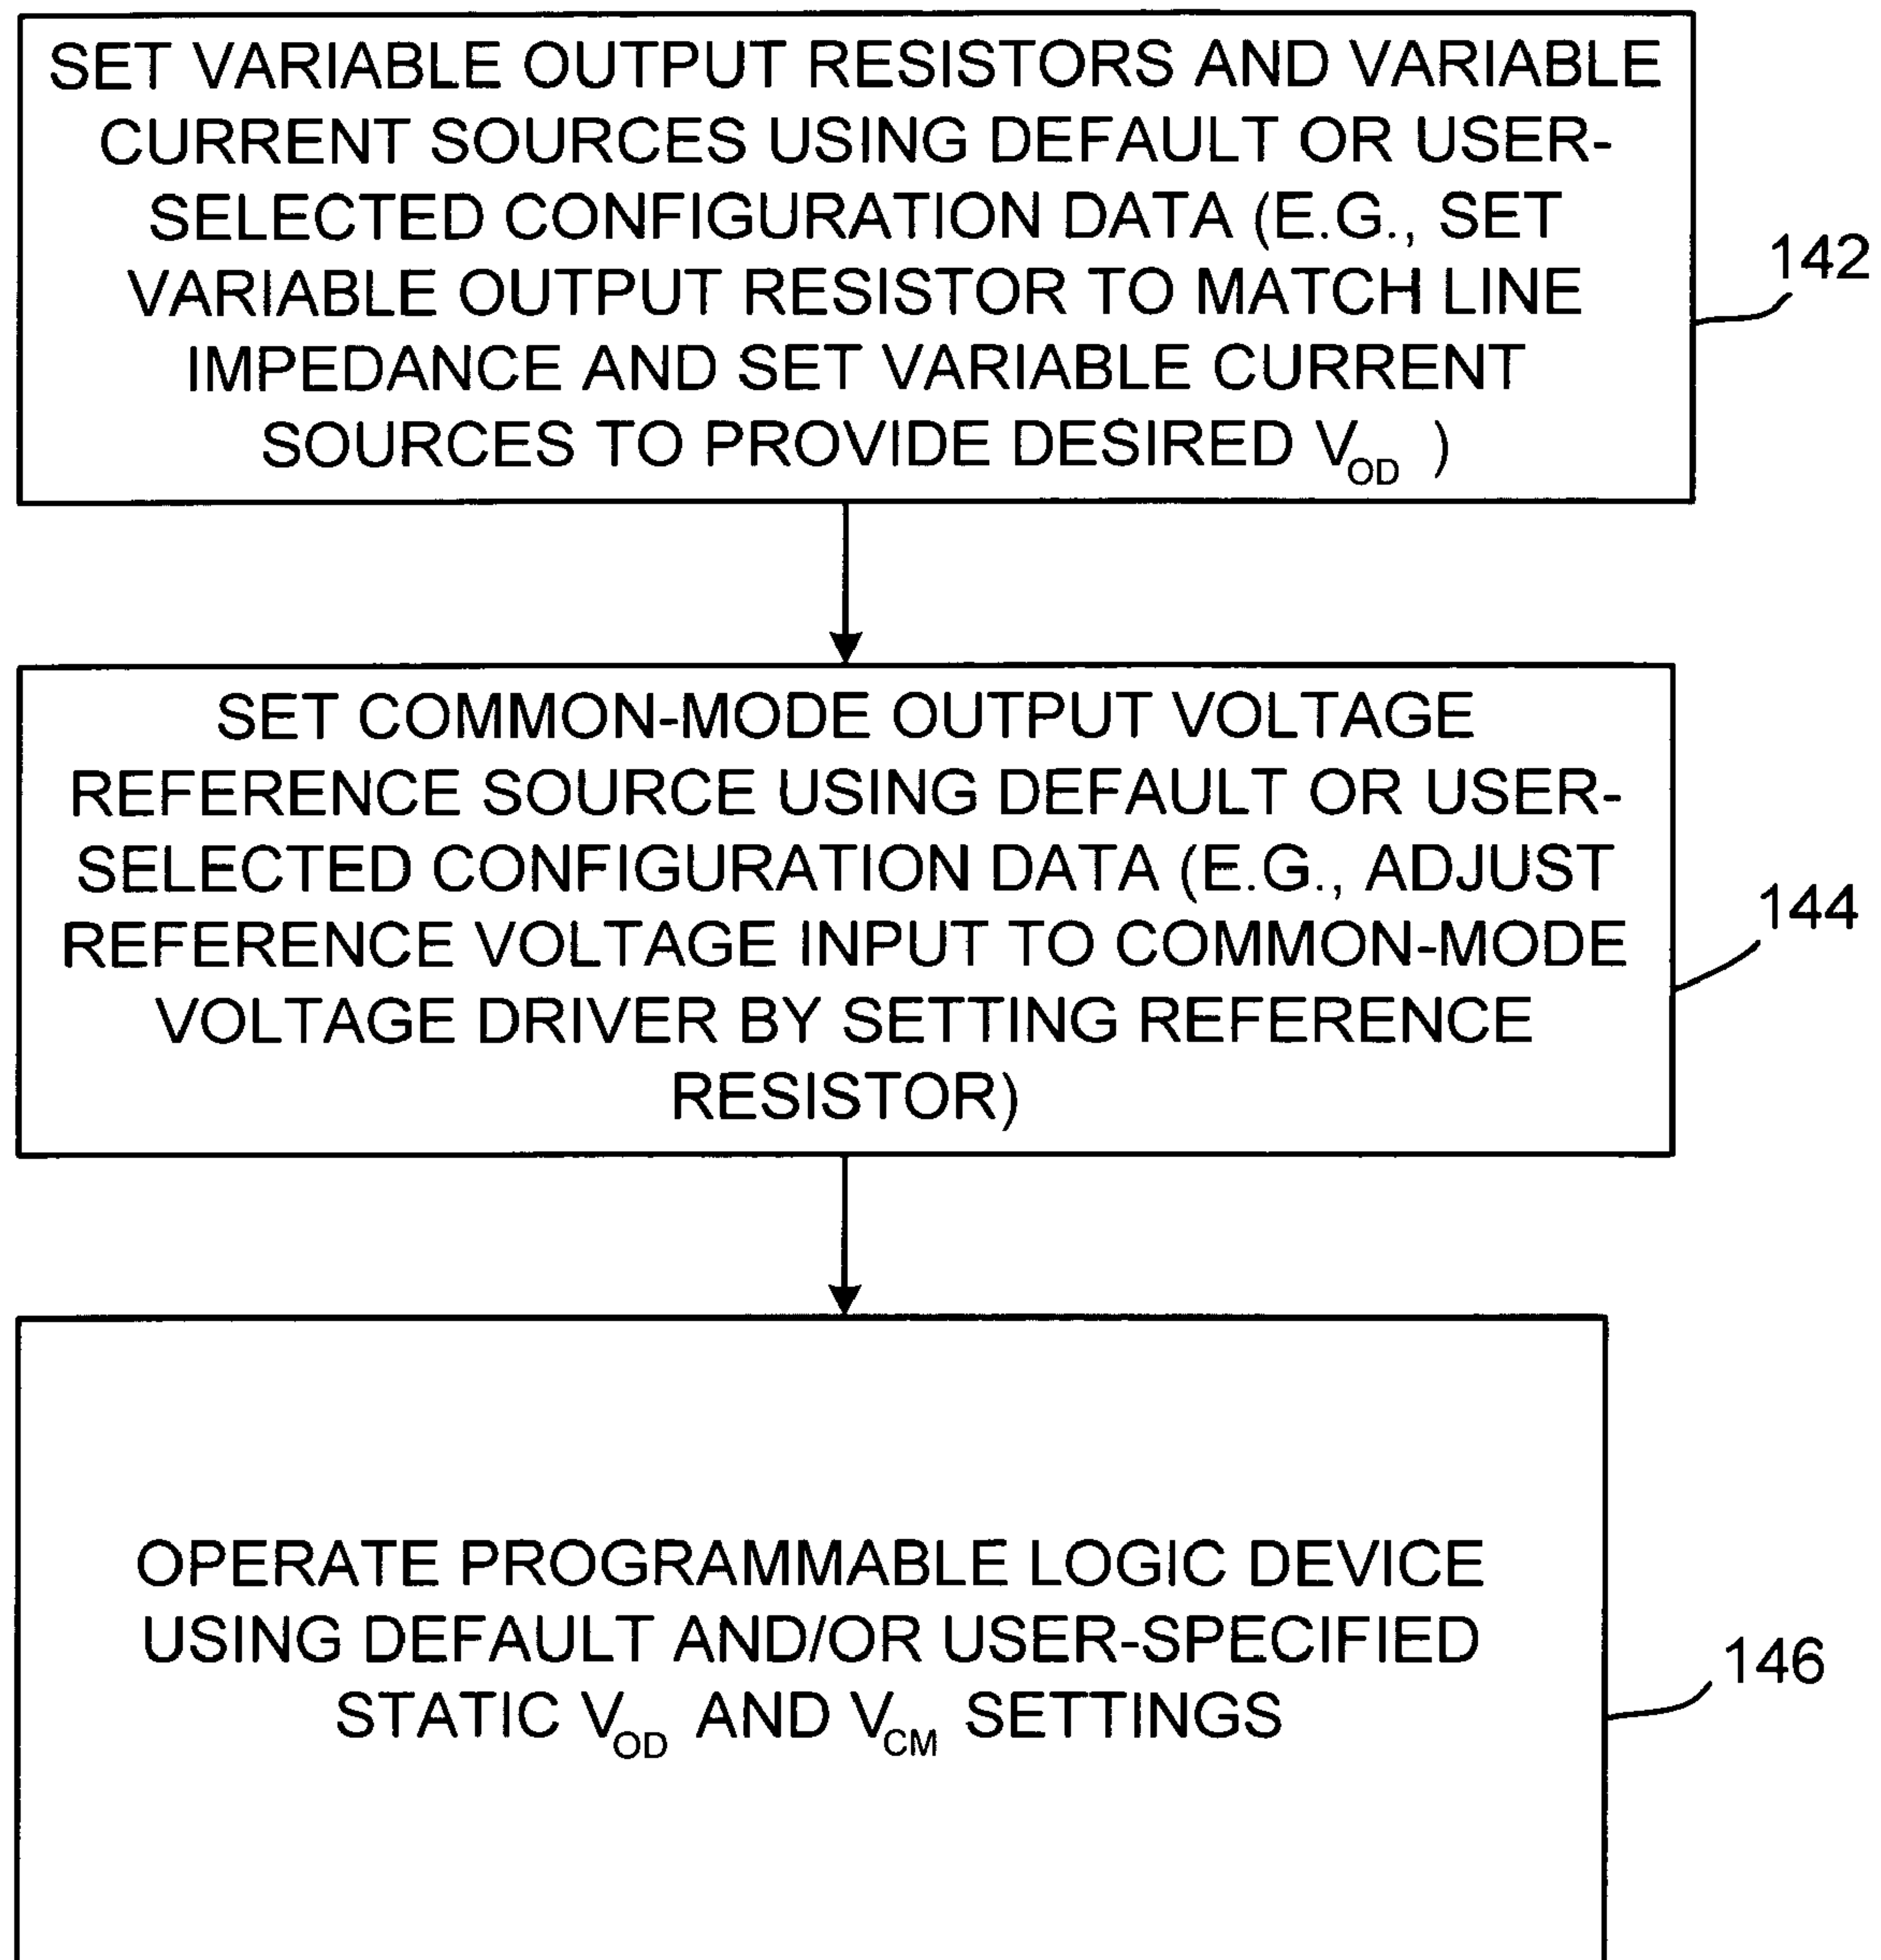 SET VARIABLE OUTPUT RESISTORS AND VARIABLE
CURRENT SOURCES USING DEFAULT OR USER-
SELECTED CONFIGURATION DATA (E.G., SET
VARIABLE OUTPUT RESISTOR TO MATCH LINE
IMPEDANCE AND SET VARIABLE CURRENT
SOURCES TO PROVIDE DESIRED VOD )
142
SET COMMON-MODE OUTPUT VOLTAGE
REFERENCE SOURCE USING DEFAULT OR USER-
SELECTED CONFIGURATION DATA (E.G., ADJUST
REFERENCE VOLTAGE INPUT TO COMMON-MODE
VOLTAGE DRIVER BY SETTING REFERENCE
RESISTOR)
144
OPERATE PROGRAMMABLE LOGIC DEVICE
USING DEFAULT AND/OR USER-SPECIFIED
STATIC VOD AND VCM SETTINGS
146